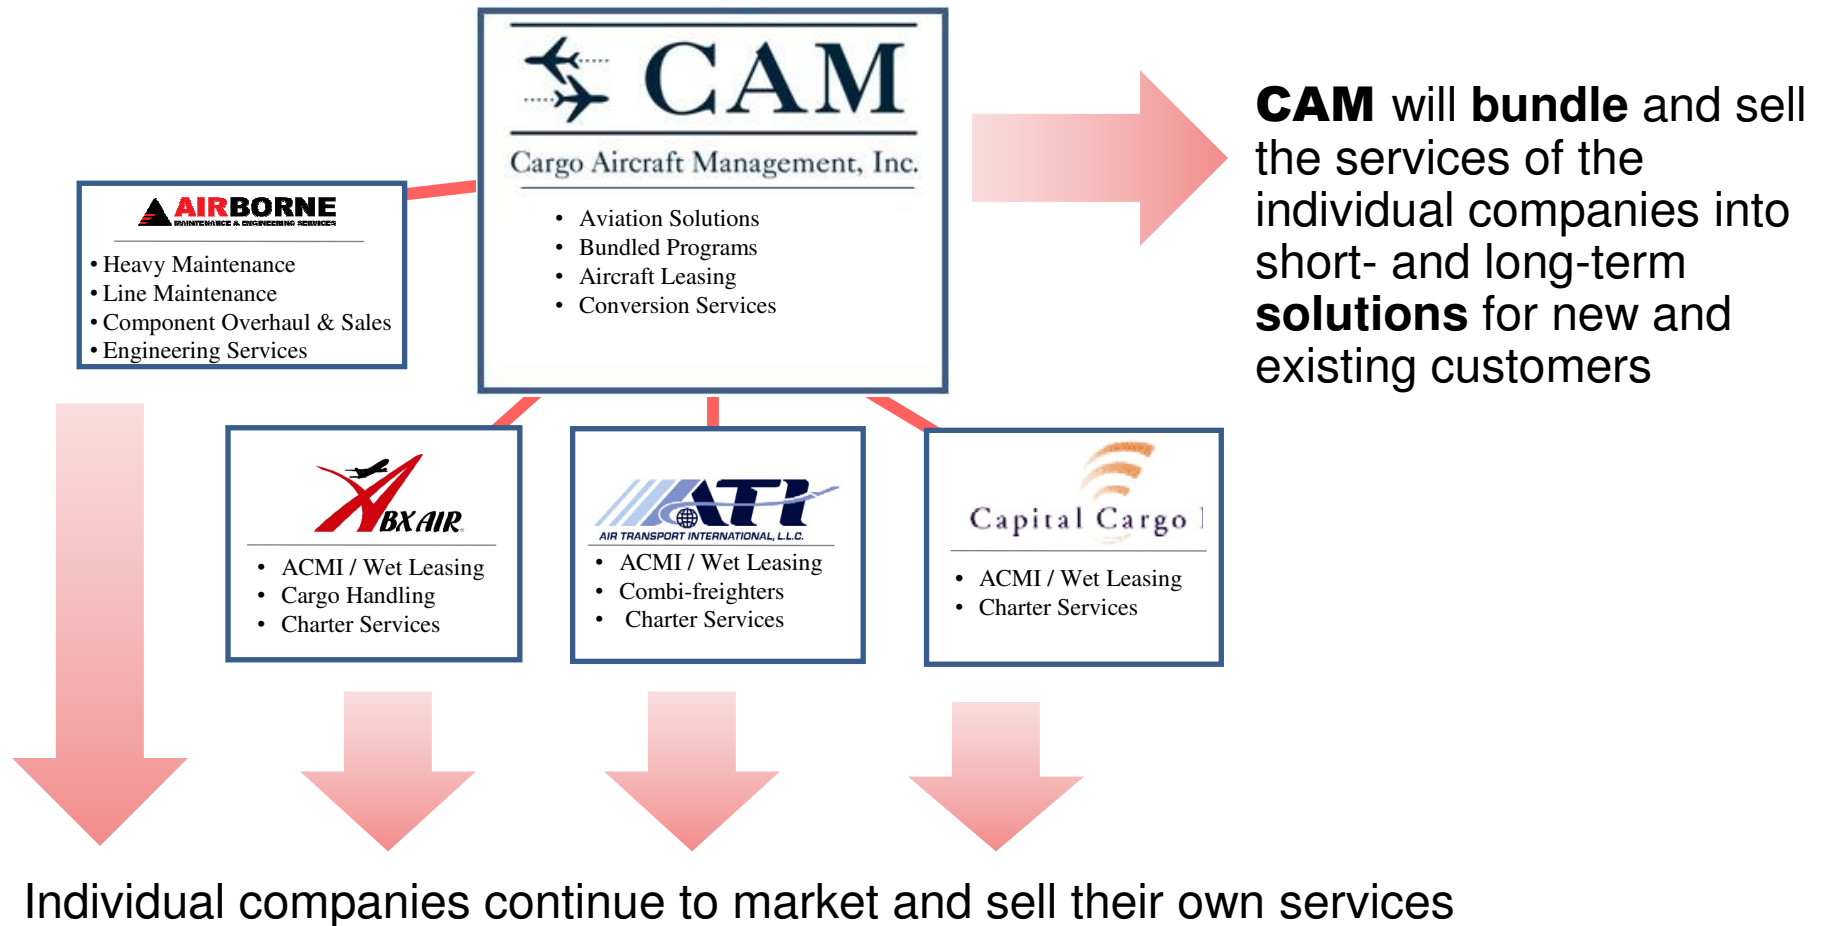 CAM
Cargo Aircraft Management, Inc.
• Aviation Solutions
• Bundled Programs
• Aircraft Leasing
• Conversion Services
CAM will bundle and sell
the services of the
individual companies into
short- and long-term
solutions for new and
existing customers
AIRBORNE
MAINTENANCE & ENGINEERING SERVICES
• Heavy Maintenance
• Line Maintenance
• Component Overhaul & Sales
• Engineering Services
ABX AIR
• ACMI / Wet Leasing
• Cargo Handling
• Charter Services
ATI
AIR TRANSPORT INTERNATIONAL, L.L.C.
• ACMI / Wet Leasing
• Combi-freighters
• Charter Services
Capital Cargo
• ACMI / Wet Leasing
• Charter Services
Individual companies continue to market and sell their own services